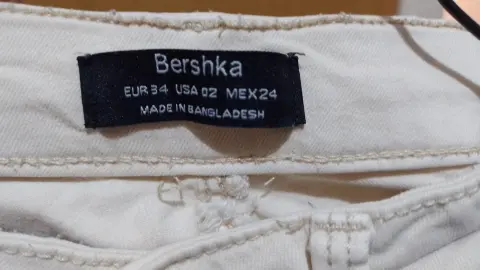 Bershka
EUR 34 USA 02 MEX 24
MADE IN BANGLADESH